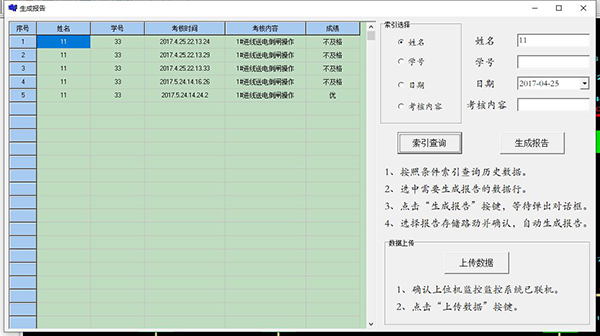 生成报告
序号 姓名 学号 考核时间 考核内容 成绩
1 11 33 2017.4.25.22.13.24 1#进线送电倒闸操作 不及格
2 11 33 2017.4.25.22.13.29 1#进线送电倒闸操作 不及格
3 11 33 2017.4.25.22.13.33 1#进线送电倒闸操作 不及格
4 11 33 2017.5.24.14.16.26 1#进线送电倒闸操作 不及格
5 11 33 2017.5.24.14.24.2 1#进线送电倒闸操作 优
索引选择
姓名 姓名 11
学号 学号
日期 日期 2017-04-25
考核内容 考核内容
索引查询 生成报告
1、按照条件索引查询历史数据。
2、选中需要生成报告的数据行。
3、点击“生成报告”按键，等待弹出对话框。
4、选择报告存储路劲并确认，自动生成报告。
数据上传
上传数据
1、确认上位机监控监控系统已联机。
2、点击“上传数据”按键。